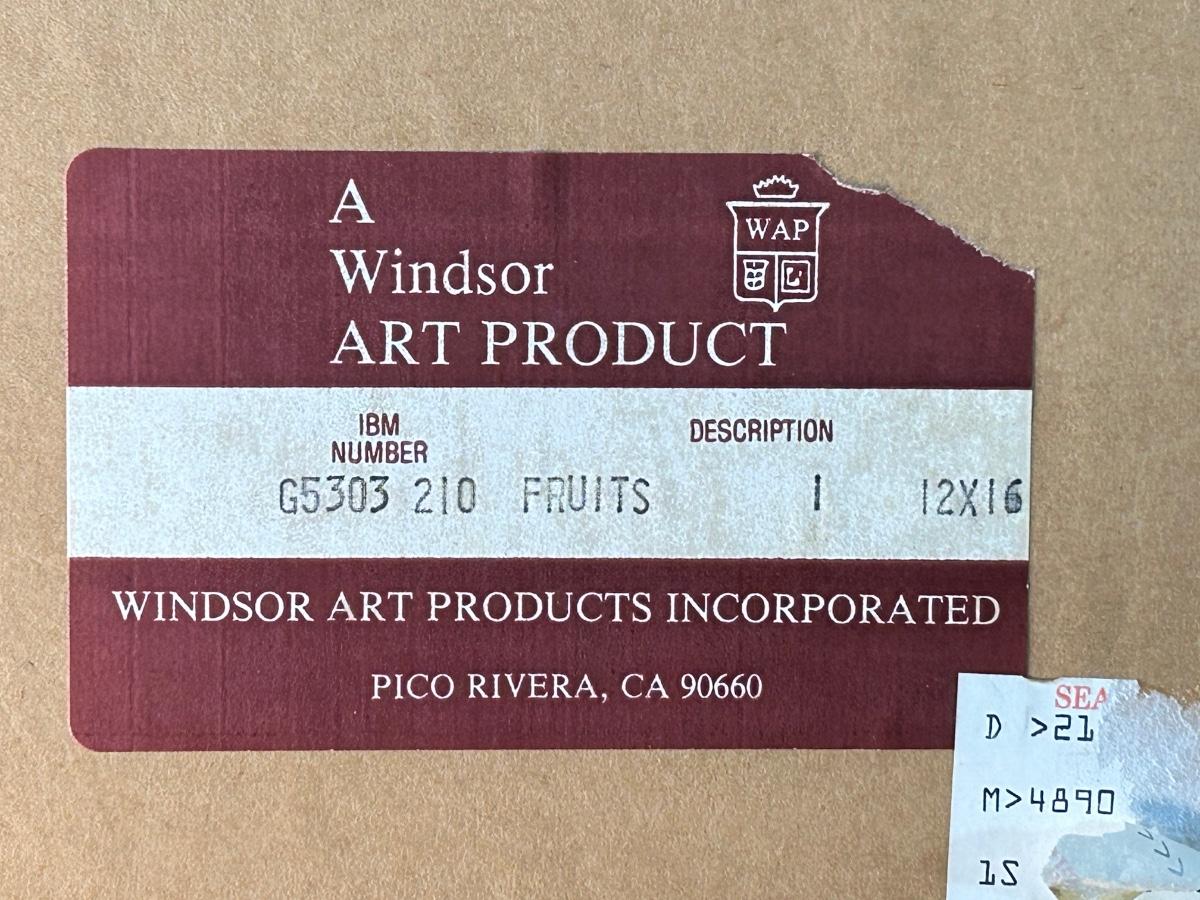 A
Windsor
ART PRODUCT
WAP
IBM
NUMBER
DESCRIPTION
G5303 210 FRUITS 1 12X16
WINDSOR ART PRODUCTS INCORPORATED
PICO RIVERA, CA 90660
SEA
D >21
M>4890
1S